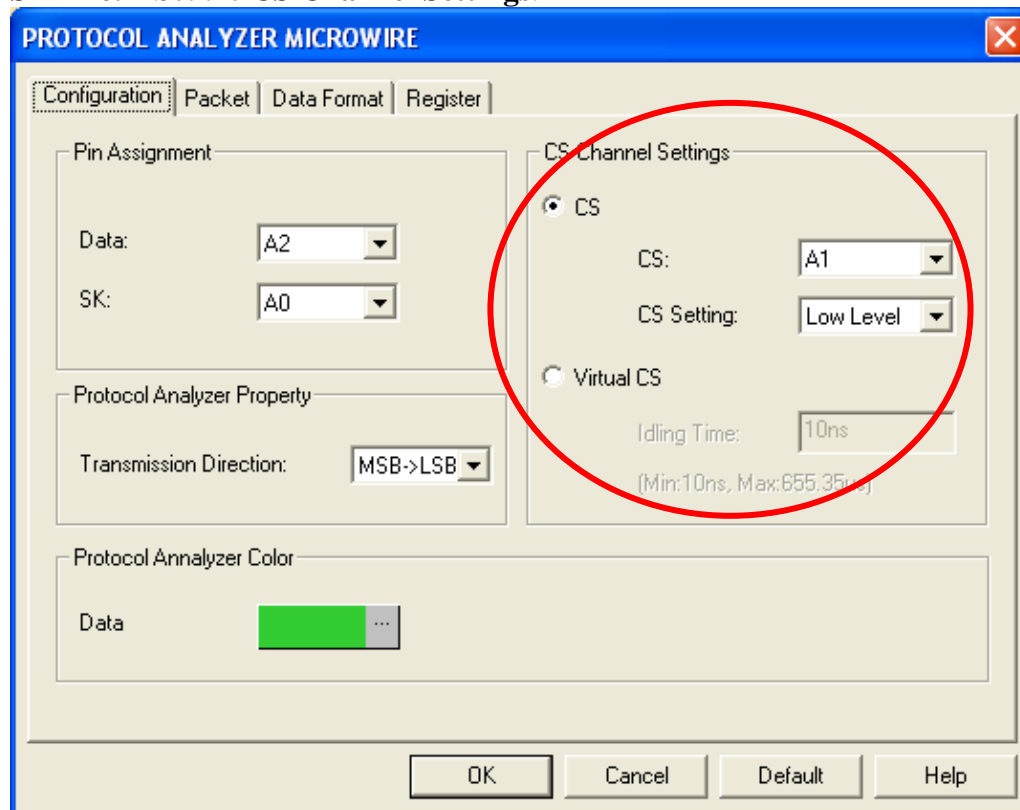 PROTOCOL ANALYZER MICROWIRE
Configuration Packet Data Format Register
Pin Assignment
Data: A2
SK: A0
Protocol Analyzer Property
Transmission Direction: MSB->LSB
CS Channel Settings
CS
CS: A1
CS Setting: Low Level
Virtual CS
Idling Time: 10ns
(Min:10ns, Max:655.35us)
Protocol Annalyzer Color
Data ...
OK Cancel Default Help